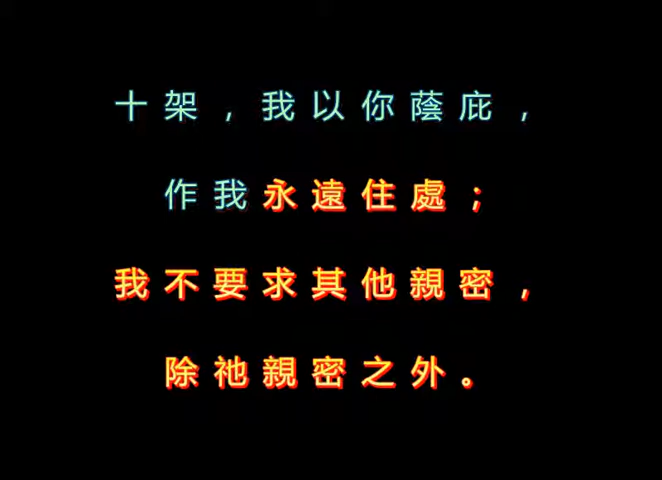 十架，我以你蔭庇，
作我永遠住處；
我不要求其他親密，
除祂親密之外。